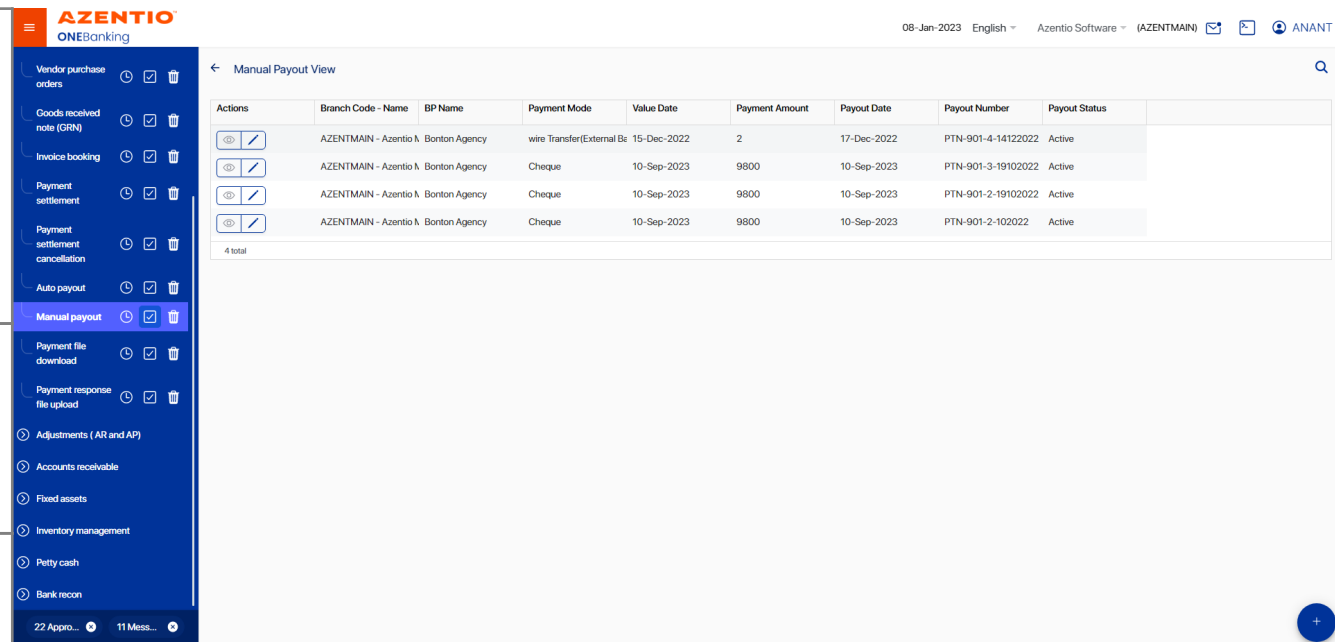 AZENTIO
ONEBanking
08-Jan-2023 English Azentio Software (AZENTMAIN) ANANT
Vendor purchase
orders
Goods received
note (GRN)
Invoice booking
Payment
settlement
Payment
settlement
cancellation
Auto payout
Manual payout
Payment file
download
Payment response
file upload
Adjustments ( AR and AP)
Accounts receivable
Fixed assets
Inventory management
Petty cash
Bank recon
22 Appro... 11 Mess...
Manual Payout View
Actions Branch Code - Name BP Name Payment Mode Value Date Payment Amount Payout Date Payout Number Payout Status
AZENTMAIN - Azentio M Bonton Agency wire Transfer(External Ba 15-Dec-2022 2 17-Dec-2022 PTN-901-4-14122022 Active
AZENTMAIN - Azentio M Bonton Agency Cheque 10-Sep-2023 9800 10-Sep-2023 PTN-901-3-19102022 Active
AZENTMAIN - Azentio M Bonton Agency Cheque 10-Sep-2023 9800 10-Sep-2023 PTN-901-2-19102022 Active
AZENTMAIN - Azentio M Bonton Agency Cheque 10-Sep-2023 9800 10-Sep-2023 PTN-901-2-102022 Active
4 total